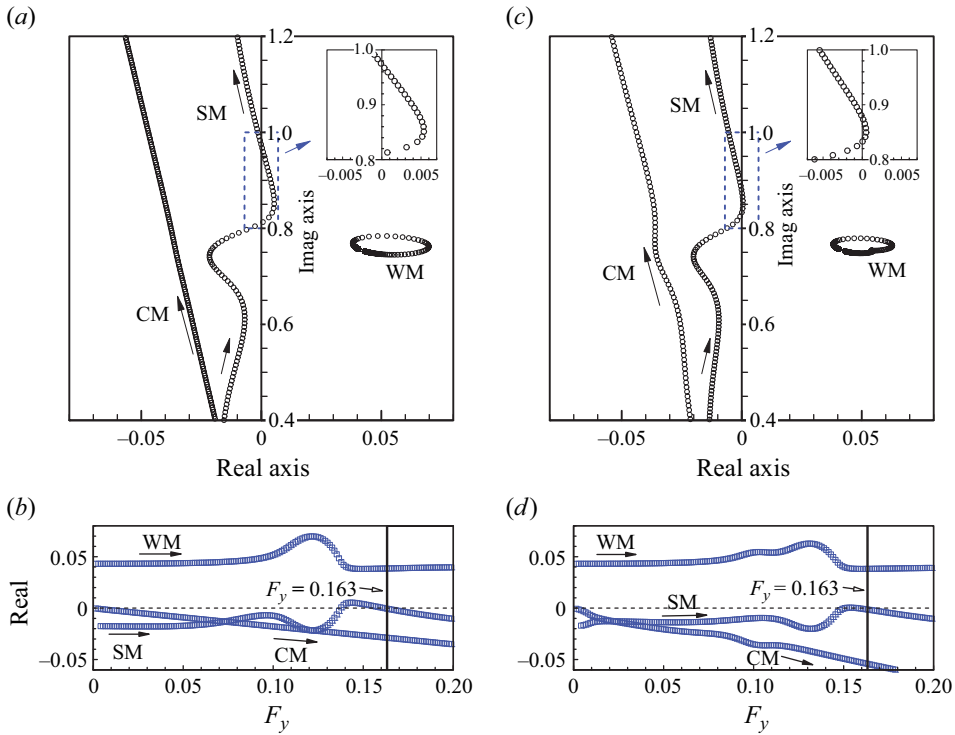 (a)
1.2
SM
1.0
0.9
0.8
−0.005
0
0.005
1.0
Imag axis
0.8
WM
CM
0.6
0.4
−0.05
0
0.05
Real axis
(c)
1.2
SM
1.0
0.9
0.8
−0.005
0
0.005
1.0
Imag axis
0.8
WM
CM
0.6
0.4
−0.05
0
0.05
Real axis
(b)
Real
0.05
0
−0.05
WM
F_y = 0.163
SM
CM
0
0.05
0.10
0.15
0.20
F_y
(d)
0.05
0
−0.05
WM
F_y = 0.163
SM
CM
0
0.05
0.10
0.15
0.20
F_y